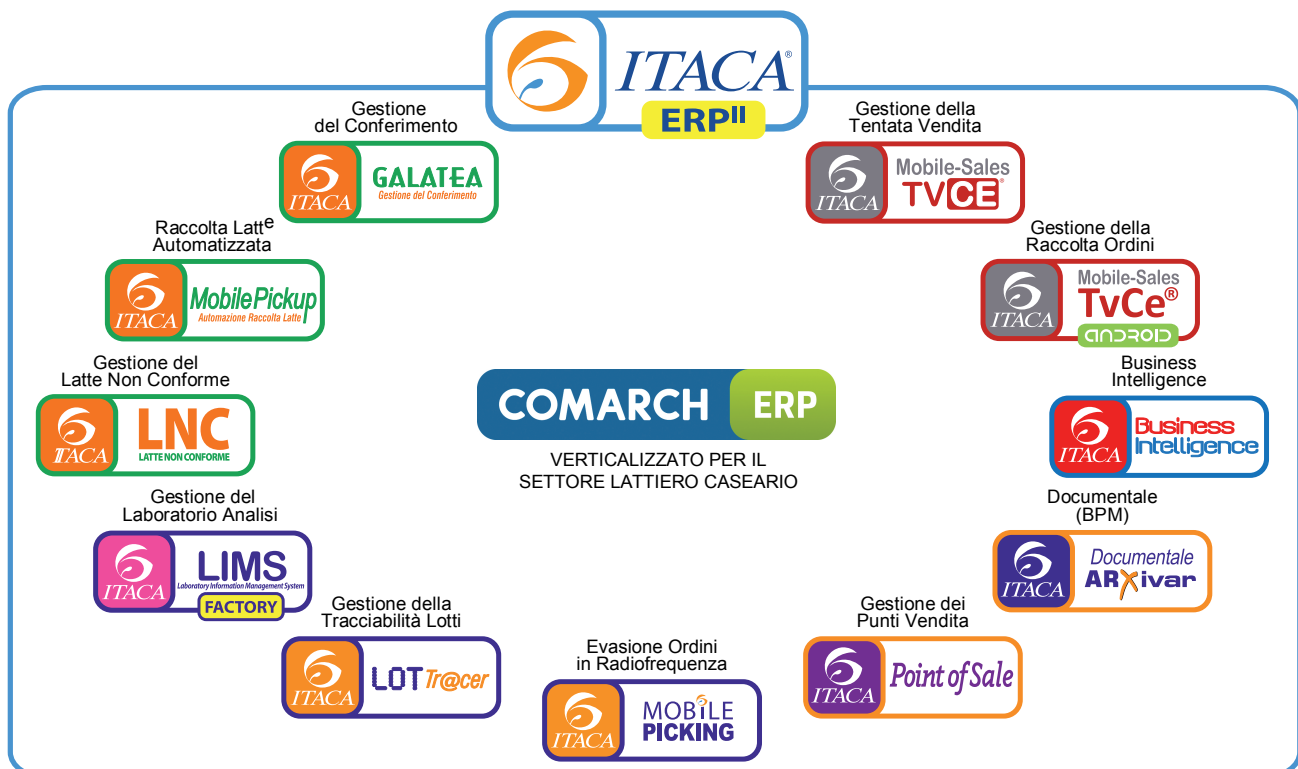 ITACA®
ERP II
Gestione
del Conferimento
ITACA
GALATEA
Gestione del Conferimento
Gestione della
Tentata Vendita
ITACA
Mobile-Sales
TVCE®
Raccolta Latte
Automatizzata
ITACA
MobilePickup
Automazione Raccolta Latte
Gestione della
Raccolta Ordini
ITACA
Mobile-Sales
TvCe®
ANDROID
Gestione del
Latte Non Conforme
ITACA
LNC
LATTE NON CONFORME
COMARCH ERP
VERTICALIZZATO PER IL
SETTORE LATTIERO CASEARIO
Business
Intelligence
ITACA
Business
Intelligence
Gestione del
Laboratorio Analisi
ITACA
LIMS
Laboratory Information Management System
FACTORY
Documentale
(BPM)
ITACA
Documentale
ARXivar
Gestione della
Tracciabilità Lotti
ITACA
LOT Tr@cer
Evasione Ordini
in Radiofrequenza
ITACA
MOBILE
PICKING
Gestione dei
Punti Vendita
ITACA
Point of Sale